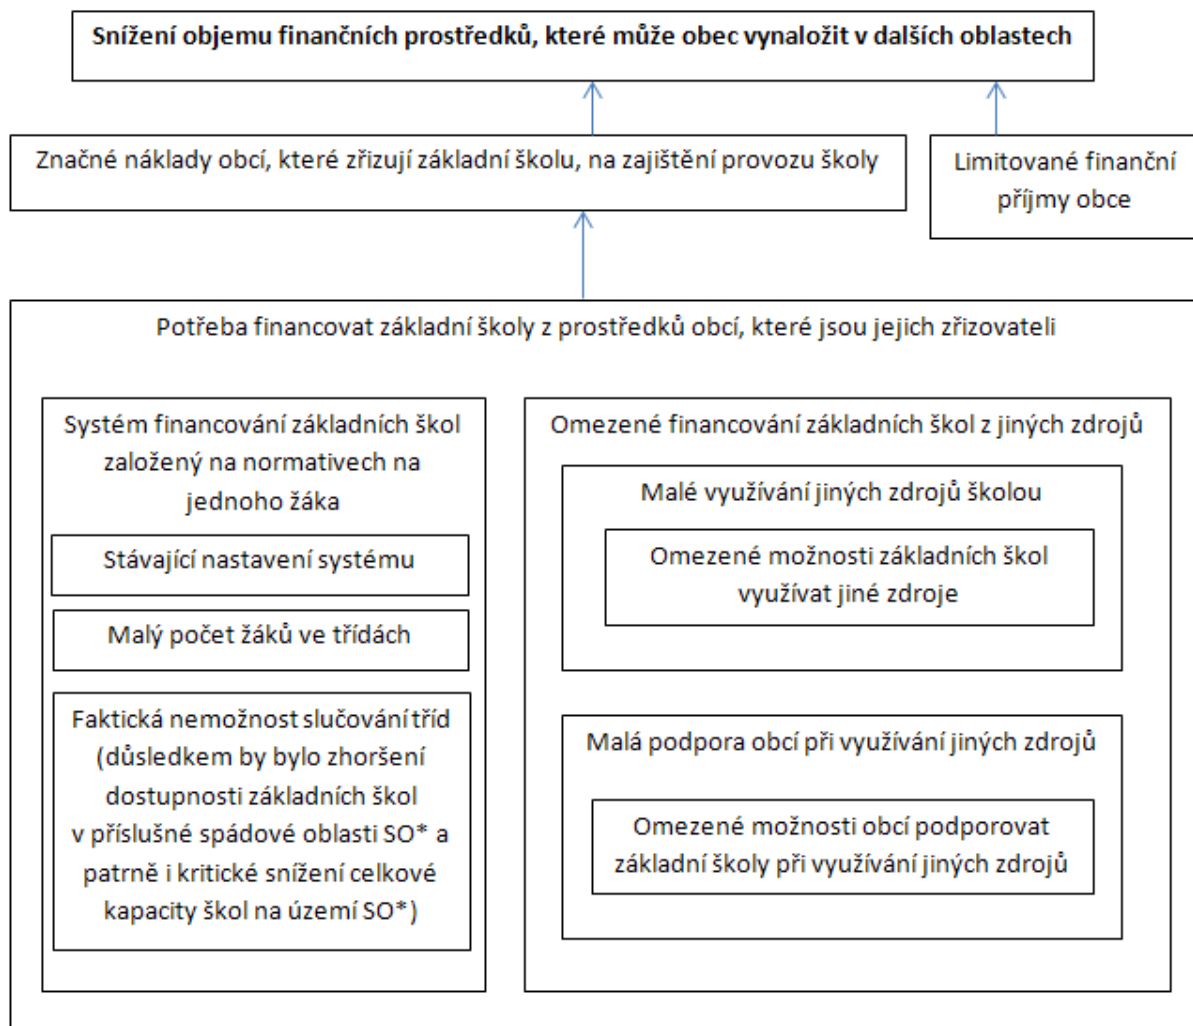 Snížení objemu finančních prostředků, které může obec vynaložit v dalších oblastech
Značné náklady obcí, které zřizují základní školu, na zajištění provozu školy
Limitované finanční
příjmy obce
Potřeba financovat základní školy z prostředků obcí, které jsou jejich zřizovateli
Systém financování základních škol
založený na normativech na
jednoho žáka
Stávající nastavení systému
Malý počet žáků ve třídách
Faktická nemožnost slučování tříd
(důsledkem by bylo zhoršení
dostupnosti základních škol
v příslušné spádové oblasti SO* a
patrně i kritické snížení celkové
kapacity škol na území SO*)
Omezené financování základních škol z jiných zdrojů
Malé využívání jiných zdrojů školou
Omezené možnosti základních škol
využívat jiné zdroje
Malá podpora obcí při využívání jiných zdrojů
Omezené možnosti obcí podporovat
základní školy při využívání jiných zdrojů